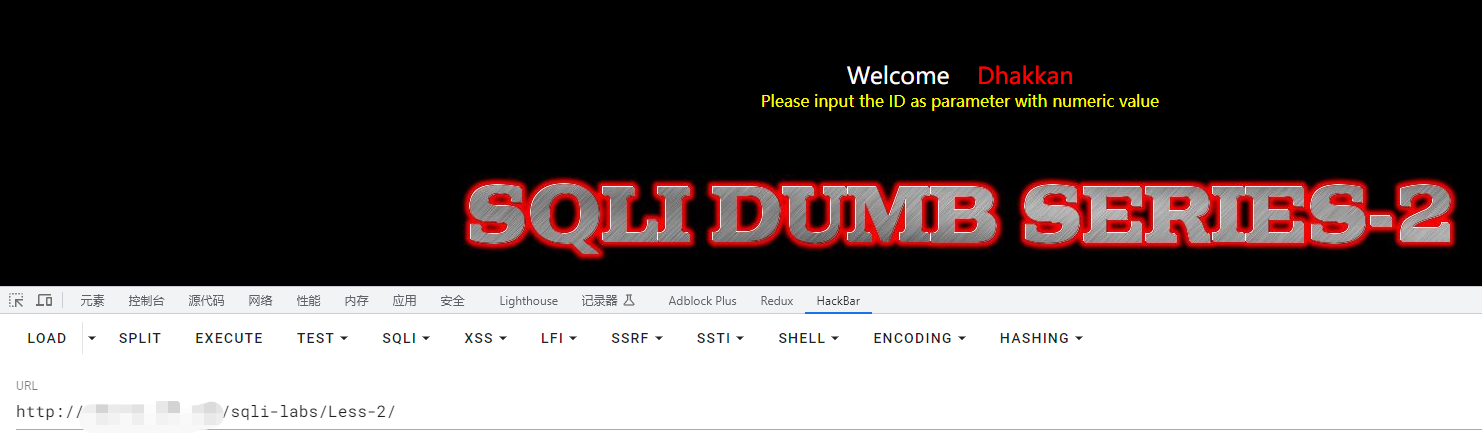 Welcome Dhakkan
Please input the ID as parameter with numeric value
SQLI DUMB SERIES-2
元素 控制台 源代码 网络 性能 内存 应用 安全 Lighthouse 记录器 Adblock Plus Redux HackBar
LOAD SPLIT EXECUTE TEST SQLI XSS LFI SSRF SSTI SHELL ENCODING HASHING
URL
http:///sqli-labs/Less-2/